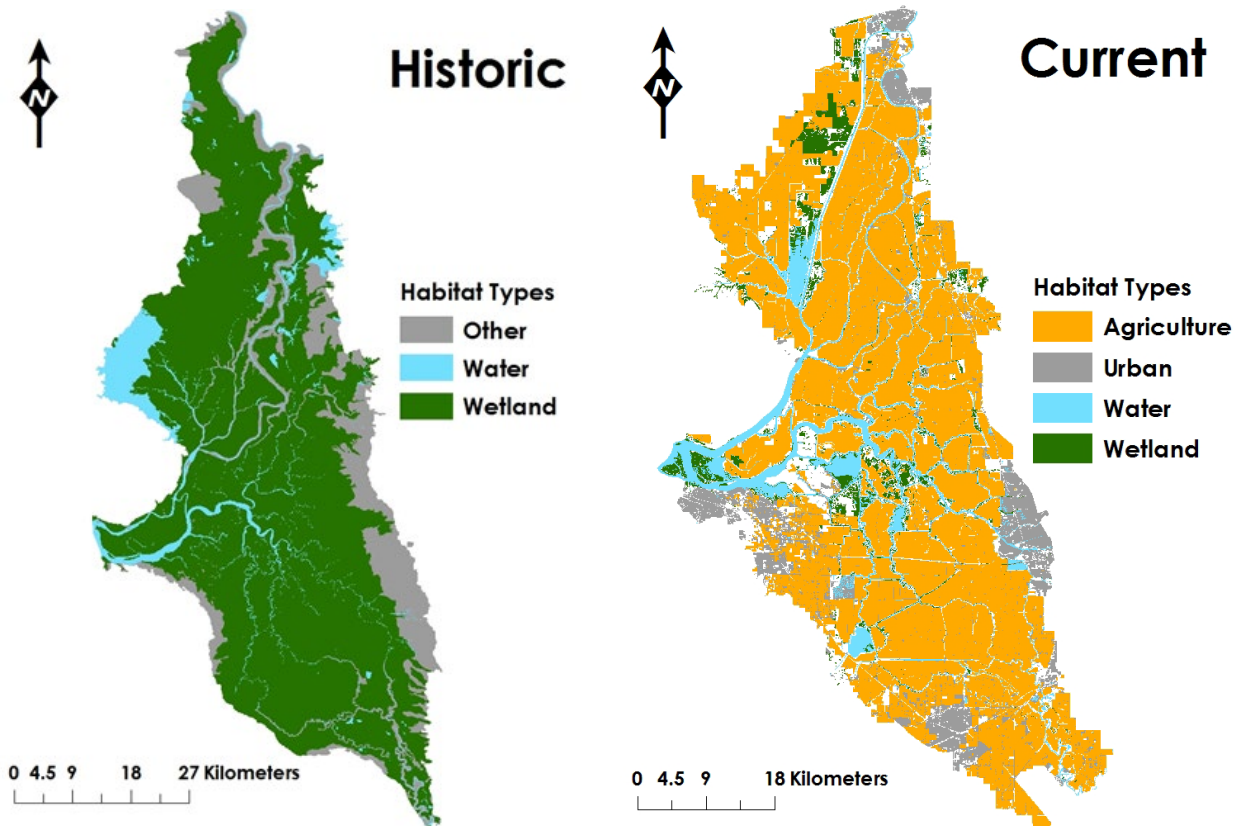 Historic
N
Habitat Types
Other
Water
Wetland
0 4.5 9 18 27 Kilometers
Current
N
Habitat Types
Agriculture
Urban
Water
Wetland
0 4.5 9 18 Kilometers